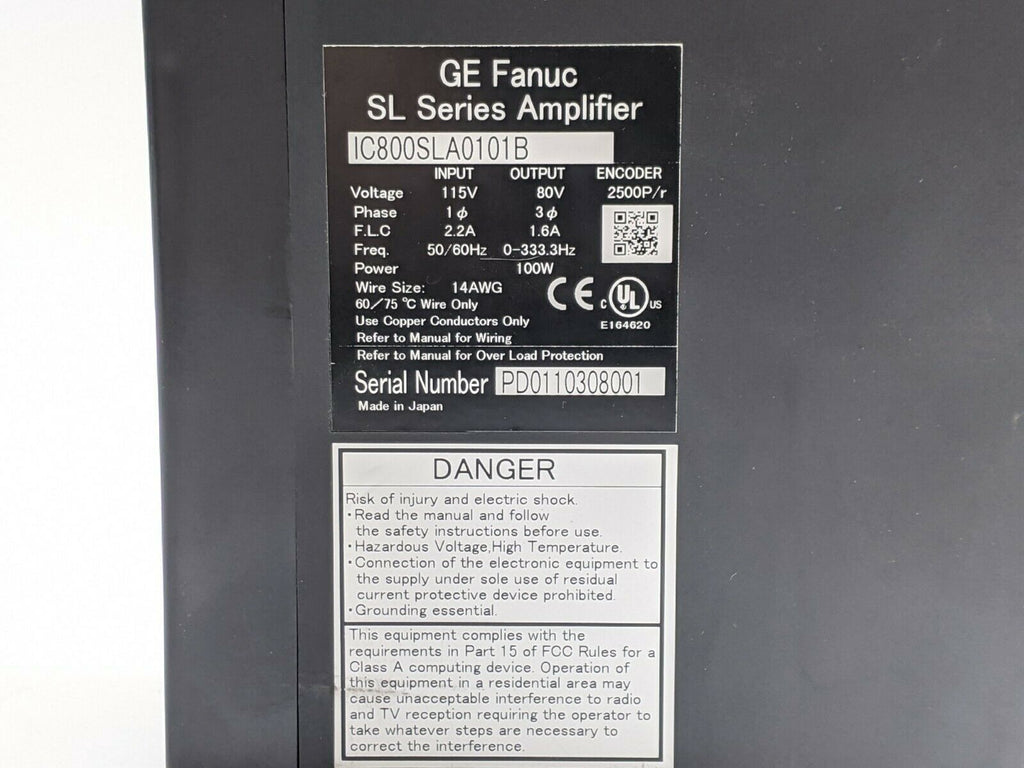 GE Fanuc
SL Series Amplifier
IC800SLA0101B
INPUT OUTPUT ENCODER
Voltage 115V 80V 2500P/r
Phase 1ϕ 3ϕ
F.L.C 2.2A 1.6A
Freq. 50/60Hz 0-333.3Hz
Power 100W
Wire Size: 14AWG
60/75 ℃ Wire Only
CE C UL US
Use Copper Conductors Only
E164620
Refer to Manual for Wiring
Refer to Manual for Over Load Protection
Serial Number PD0110308001
Made in Japan
DANGER
Risk of injury and electric shock.
・Read the manual and follow
the safety instructions before use.
・Hazardous Voltage,High Temperature.
・Connection of the electronic equipment to
the supply under sole use of residual
current protective device prohibited.
・Grounding essential.
This equipment complies with the
requirements in Part 15 of FCC Rules for a
Class A computing device. Operation of
this equipment in a residential area may
cause unacceptable interference to radio
and TV reception requiring the operator to
take whatever steps are necessary to
correct the interference.